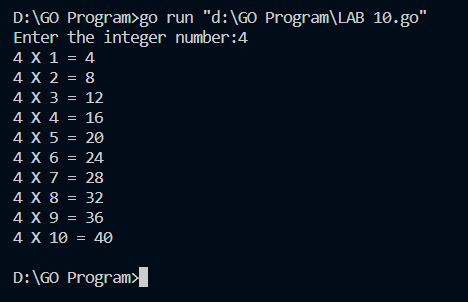 D:\GO Program>go run "d:\GO Program\LAB 10.go"
Enter the integer number:4
4 X 1 = 4
4 X 2 = 8
4 X 3 = 12
4 X 4 = 16
4 X 5 = 20
4 X 6 = 24
4 X 7 = 28
4 X 8 = 32
4 X 9 = 36
4 X 10 = 40
D:\GO Program>